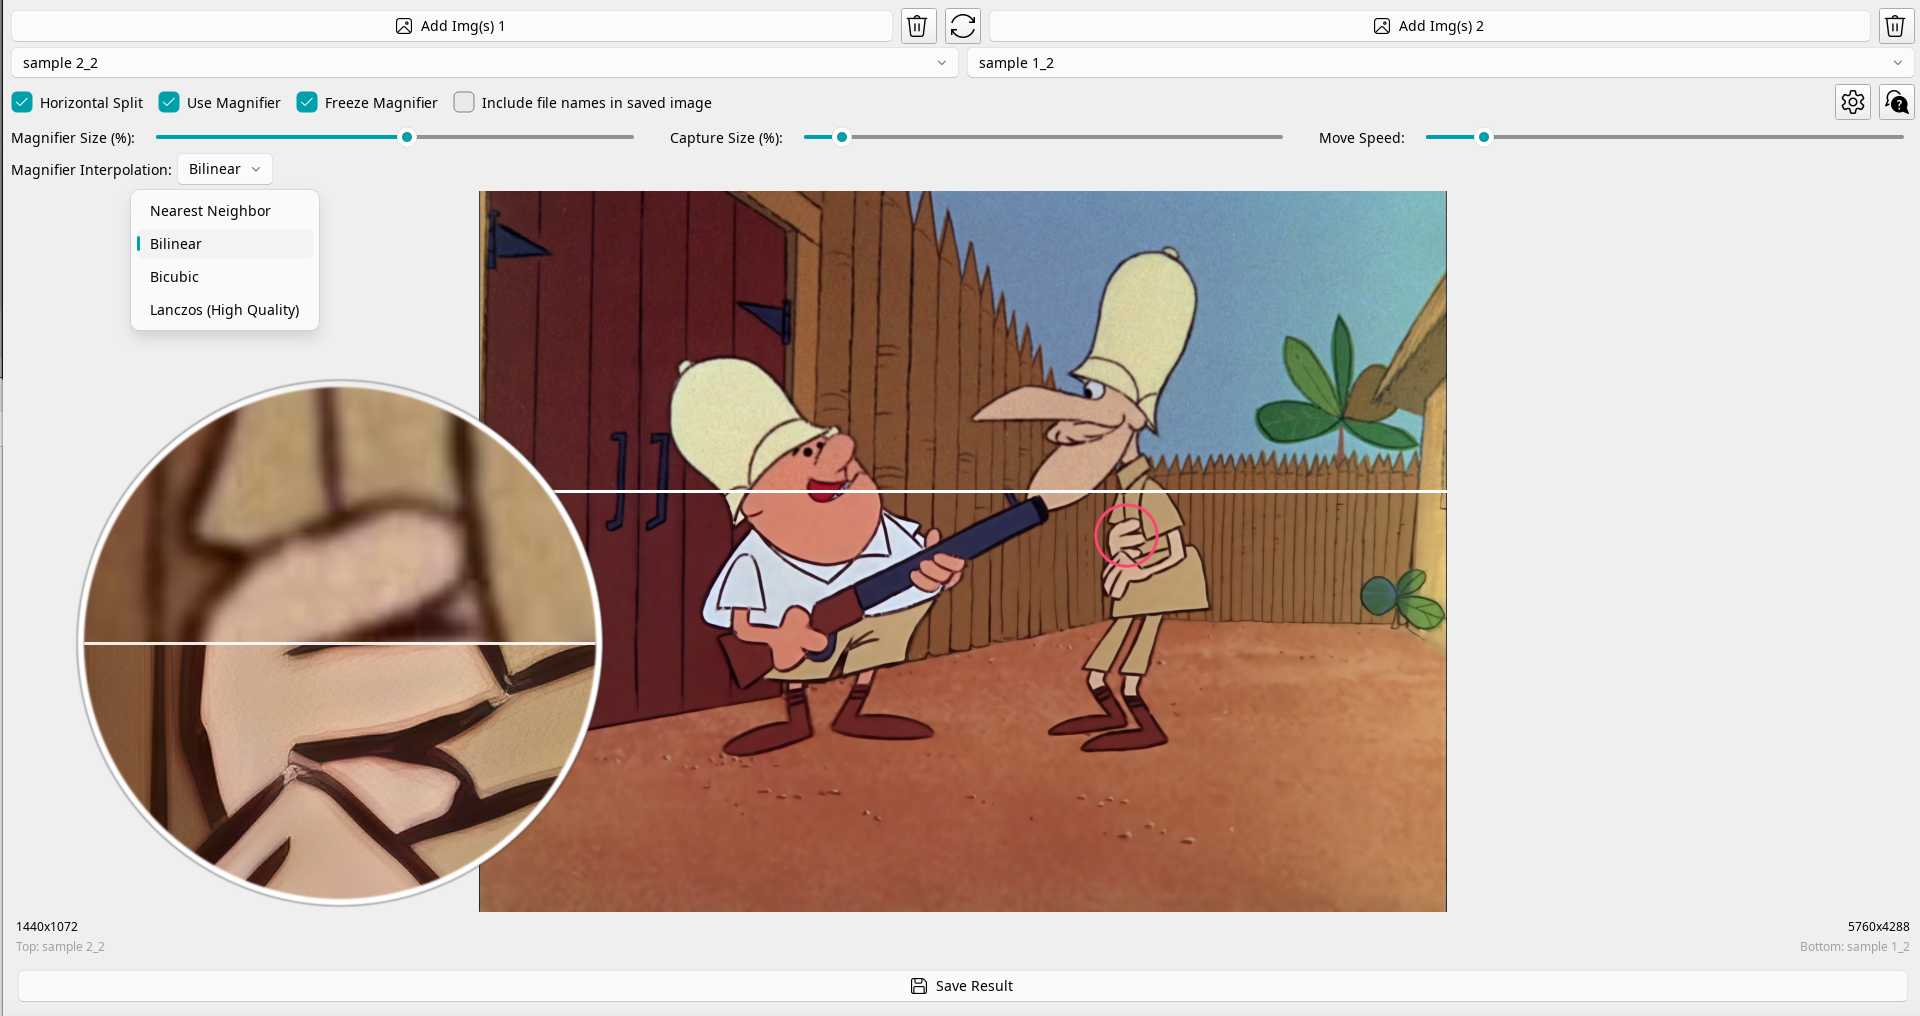 Add Img(s) 1
Add Img(s) 2
sample 2_2
sample 1_2
Horizontal Split
Use Magnifier
Freeze Magnifier
Include file names in saved image
Magnifier Size (%):
Capture Size (%):
Move Speed:
Magnifier Interpolation:
Bilinear
Nearest Neighbor
Bilinear
Bicubic
Lanczos (High Quality)
1440x1072
5760x4288
Top: sample 2_2
Bottom: sample 1_2
Save Result